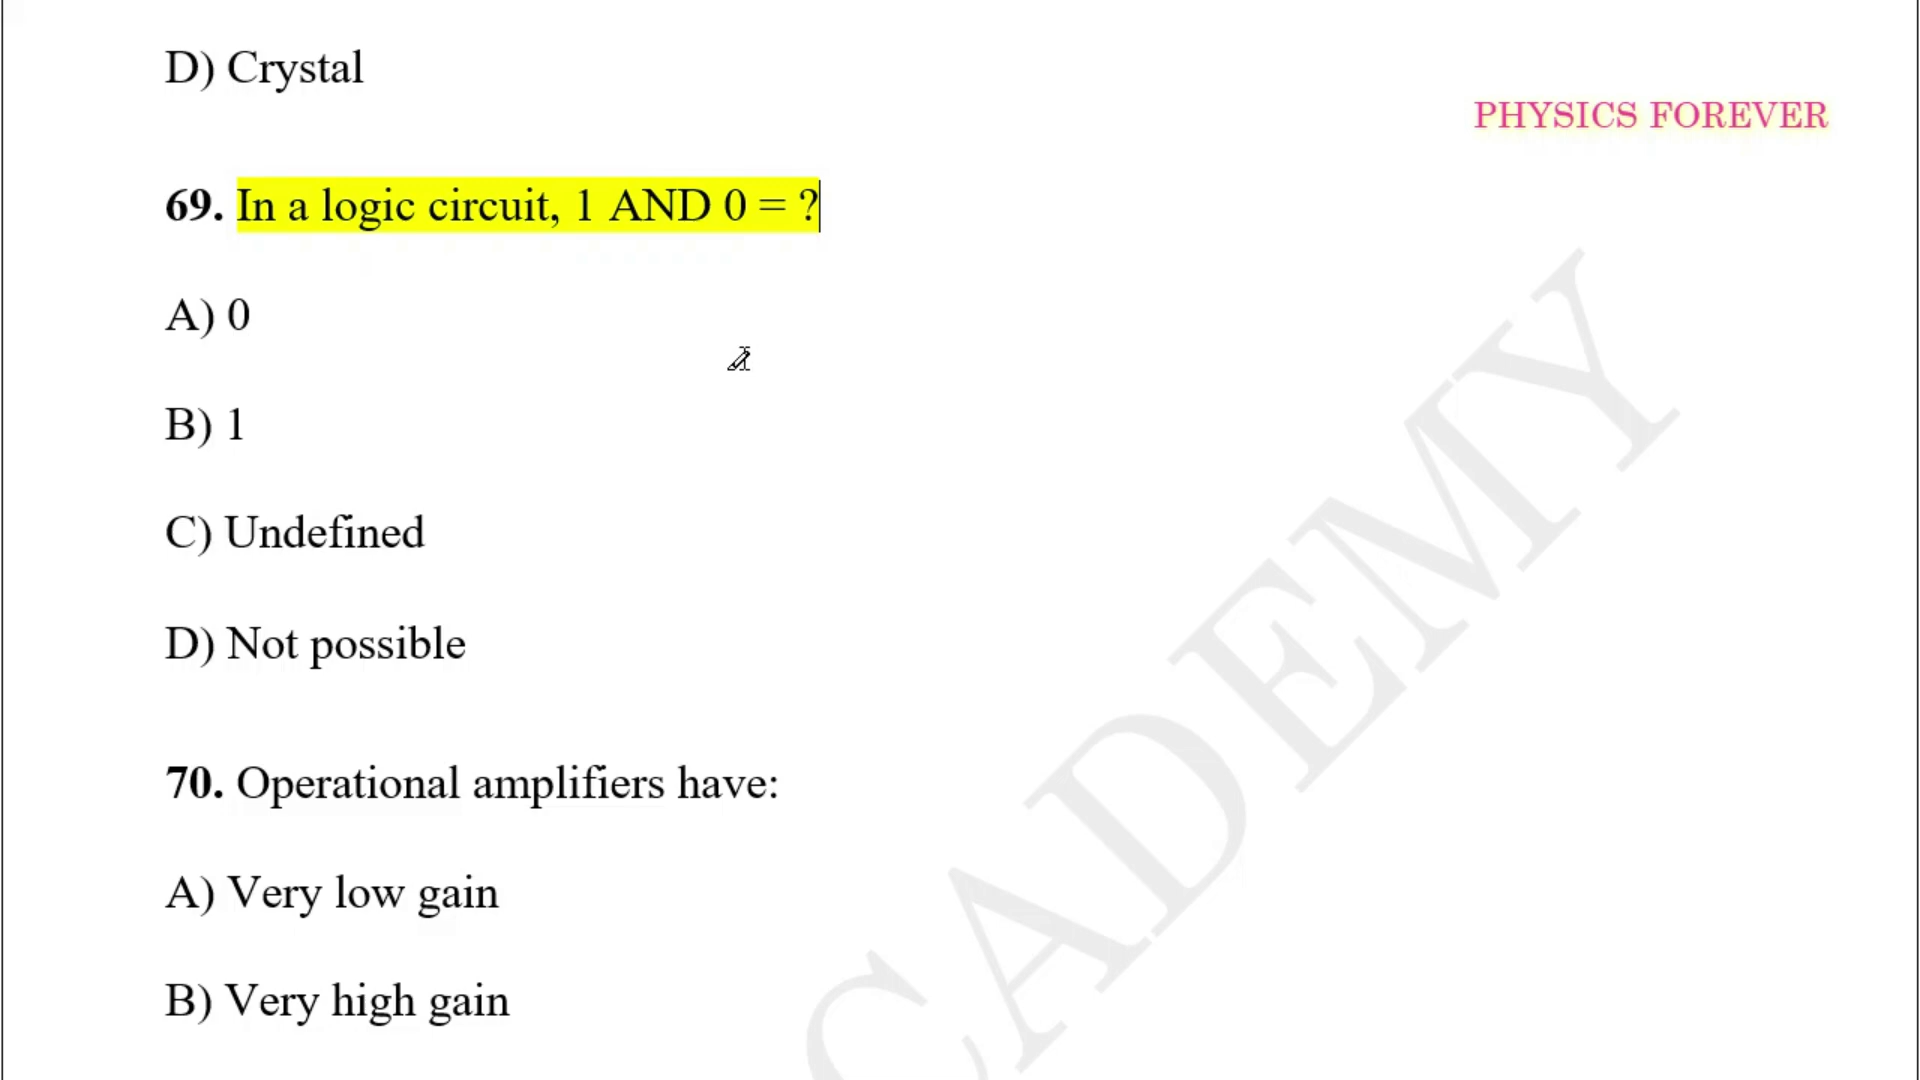 D) Crystal
PHYSICS FOREVER
69. In a logic circuit, 1 AND 0 = ?
A) 0
B) 1
C) Undefined
D) Not possible
70. Operational amplifiers have:
A) Very low gain
B) Very high gain
CADEMY